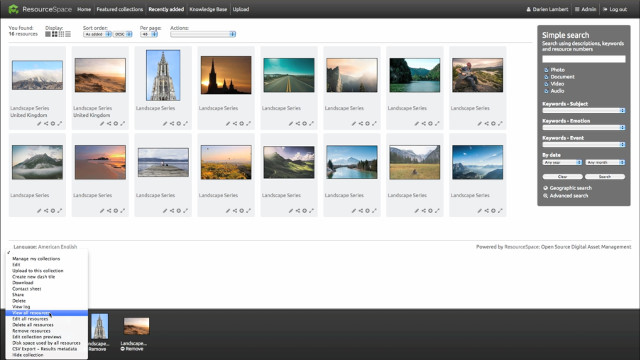 ResourceSpace
Home
Featured collections
Recently added
Knowledge Base
Upload
Darien Lambert
Admin
Log out
You found:
16 resources
Display:
Sort order:
As added
DESC
Per page:
48
Actions:
Landscape Series
United Kingdom
Landscape Series
United Kingdom
Landscape Series
Landscape Series
Landscape Series
Landscape Series
Landscape Series
Landscape Series
Landscape Series
Landscape Series
Landscape Series
Landscape Series
Landscape Series
Landscape Series
Landscape Series
Landscape Series
Simple search
Search using descriptions, keywords
and resource numbers
Photo
Document
Video
Audio
Keywords - Subject
Keywords - Emotion
Keywords - Event
By date
Any year
Any month
Clear
Search
Geographic search
Advanced search
Language: American English
Powered by ResourceSpace: Open Source Digital Asset Management
Manage my collections
Edit
Upload to this collection
Create new dash tile
Download
Contact sheet
Share
Delete
View log
View all resources
Edit all resources
Delete all resources
Remove resources
Edit collection previews
Disk space used by all resources
CSV Export - Results metadata
Hide collection
Landscape...
Remove
Landscape...
Remove